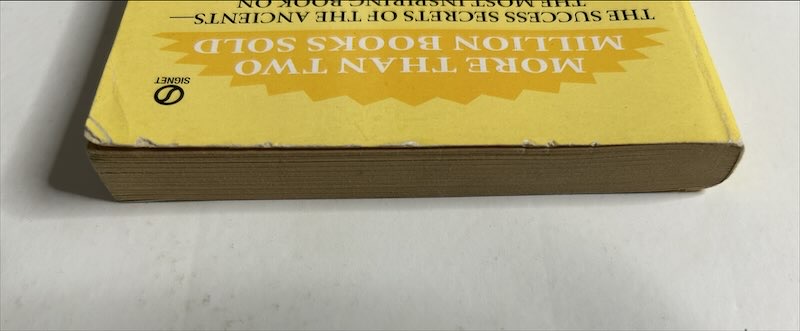 SIGNET
MORE THAN TWO
MILLION BOOKS SOLD
THE SUCCESS SECRETS OF THE ANCIENTS—
THE MOST INSPIRING BOOK ON